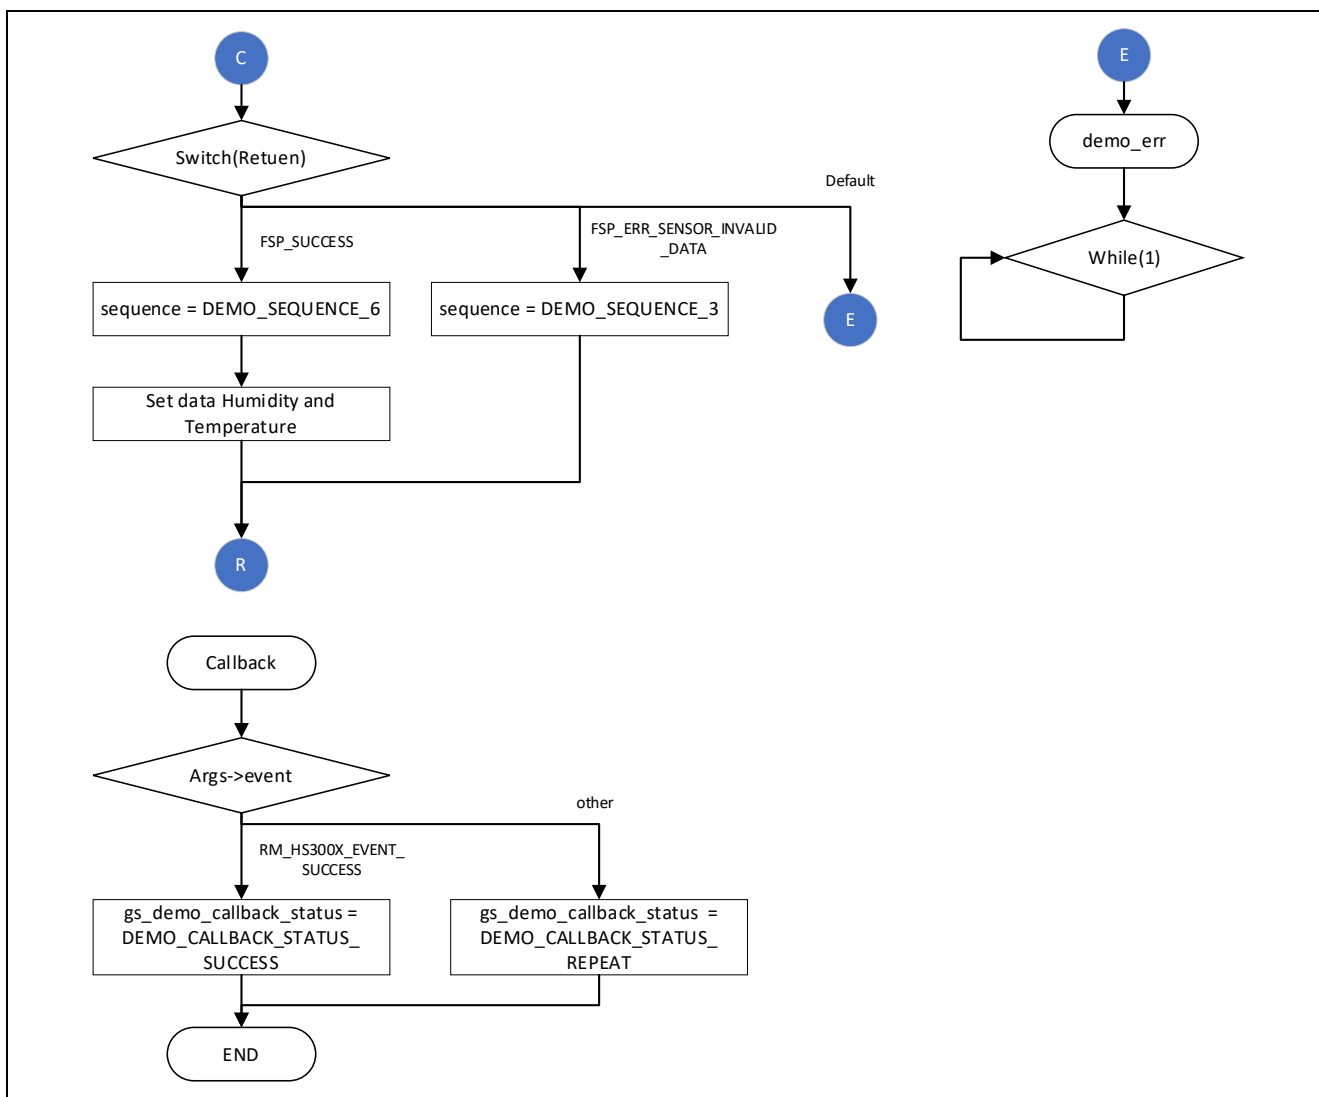 C
Switch(Retuen)
FSP_SUCCESS
FSP_ERR_SENSOR_INVALID
_DATA
Default
sequence = DEMO_SEQUENCE_6
sequence = DEMO_SEQUENCE_3
E
Set data Humidity and
Temperature
R
E
demo_err
While(1)
Callback
Args->event
RM_HS300X_EVENT_
SUCCESS
other
gs_demo_callback_status =
DEMO_CALLBACK_STATUS_
SUCCESS
gs_demo_callback_status =
DEMO_CALLBACK_STATUS_
REPEAT
END